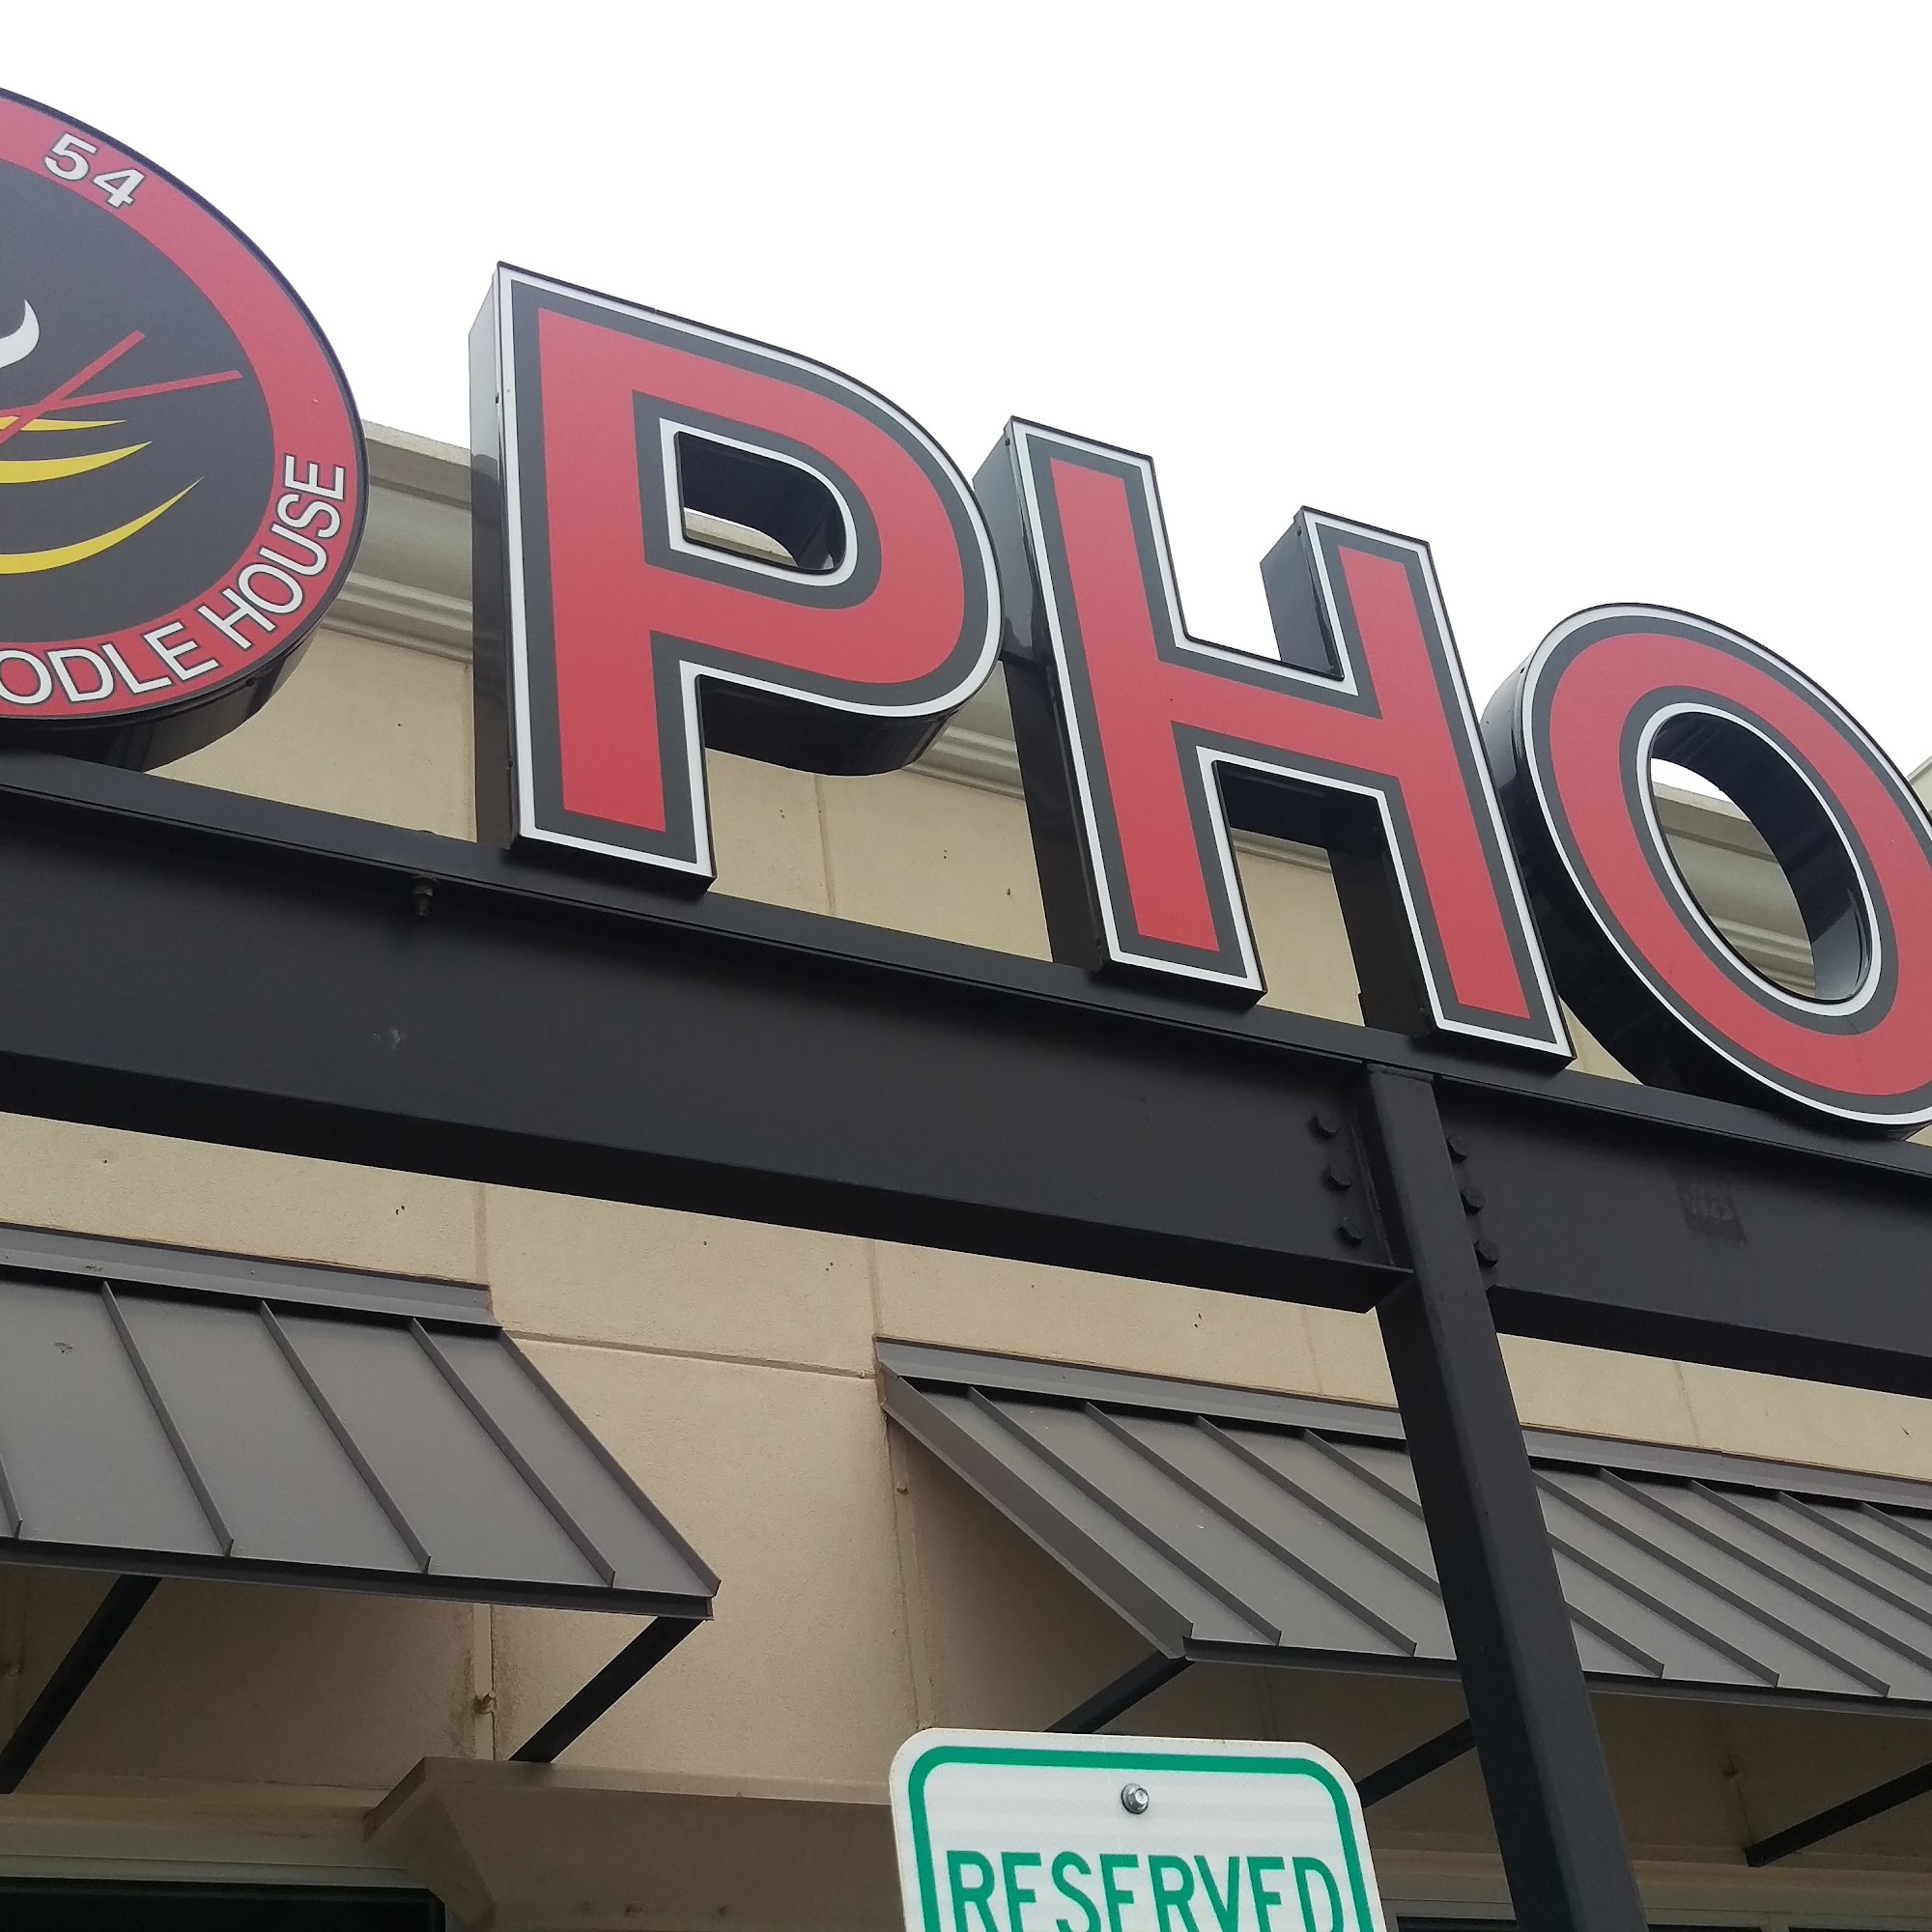 54
ODLE HOUSE
PHO
RESERVED